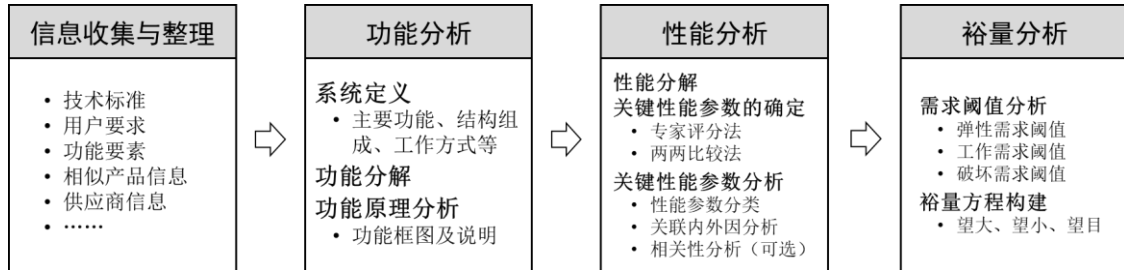 信息收集与整理
• 技术标准
• 用户要求
• 功能要素
• 相似产品信息
• 供应商信息
• ……
功能分析
系统定义
• 主要功能、结构组
成、工作方式等
功能分解
功能原理分析
• 功能框图及说明
性能分析
性能分解
关键性能参数的确定
• 专家评分法
• 两两比较法
关键性能参数分析
• 性能参数分类
• 关联内外因分析
• 相关性分析（可选）
裕量分析
需求阈值分析
• 弹性需求阈值
• 工作需求阈值
• 破坏需求阈值
裕量方程构建
• 望大、望小、望目